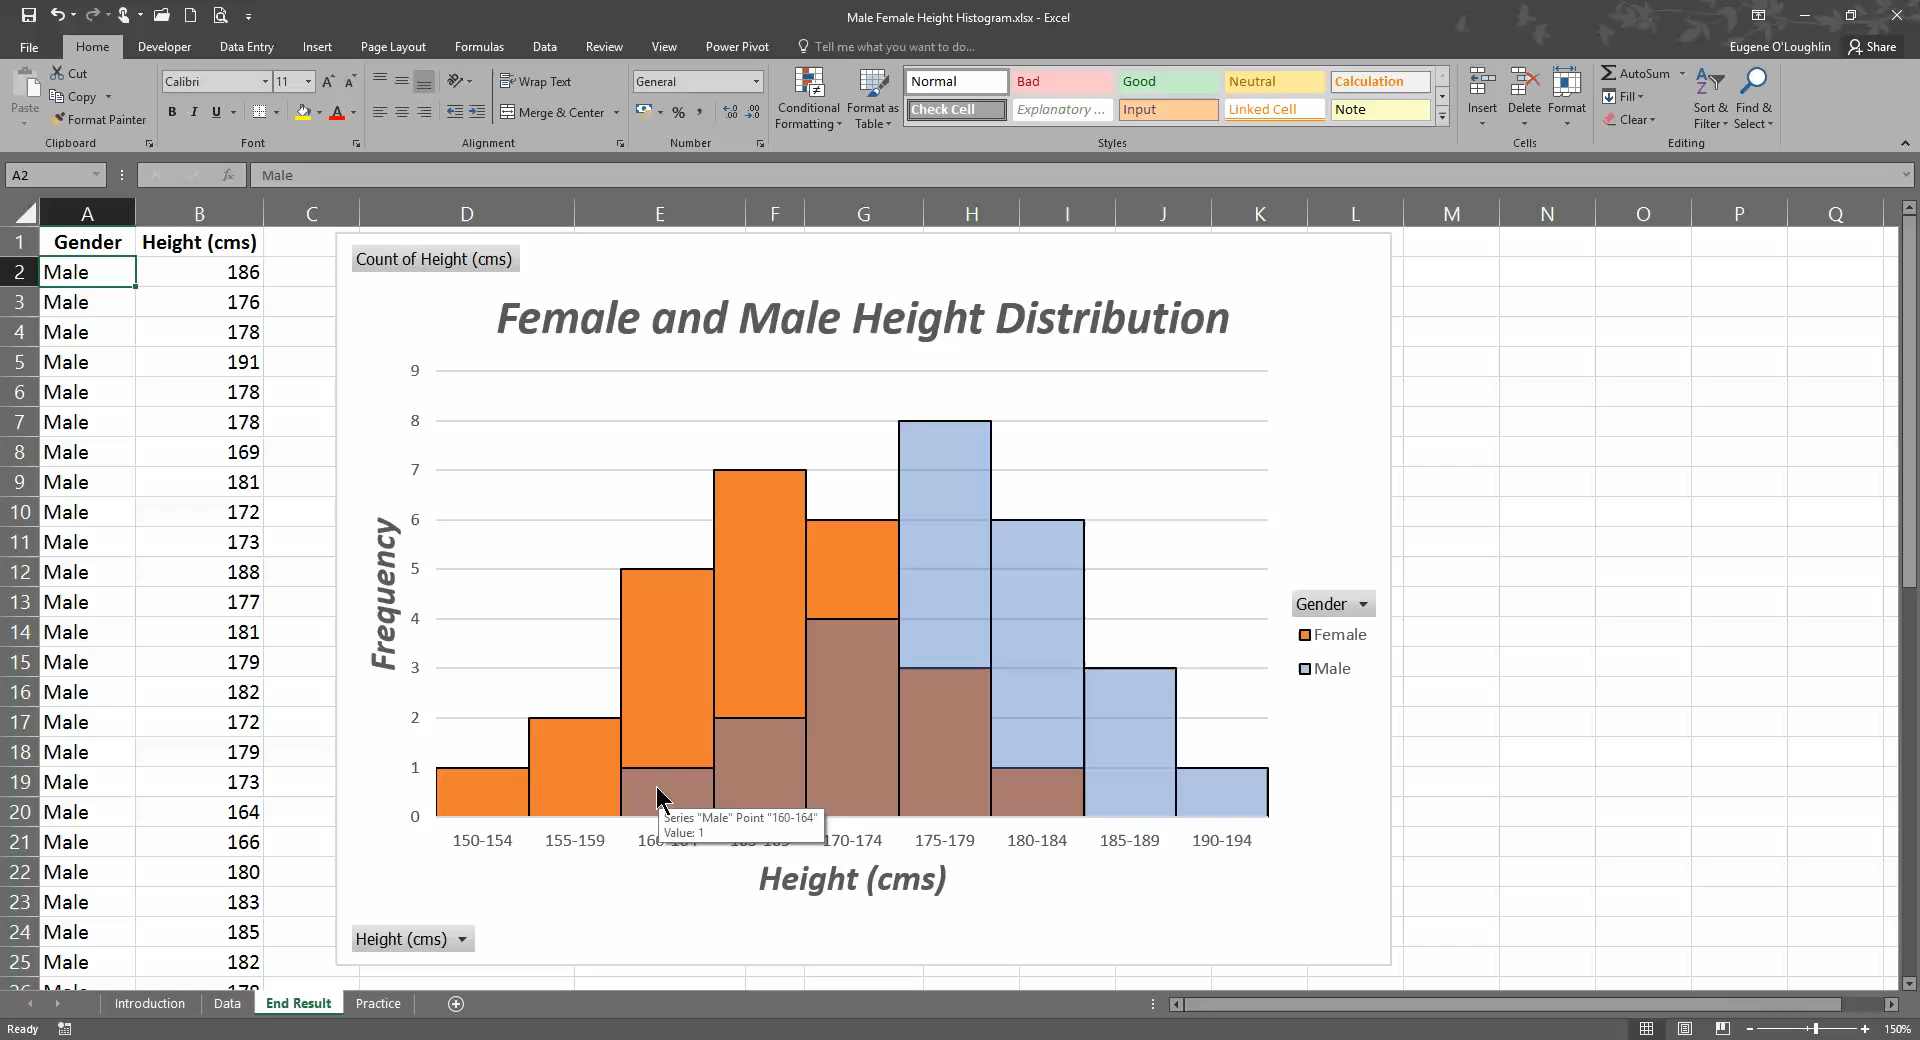 Male Female Height Histogram.xlsx - Excel
File Home Developer Data Entry Insert Page Layout Formulas Data Review View Power Pivot Tell me what you want to do... Eugene O'Loughlin Share
Paste
Cut
Copy
Format Painter
Clipboard
Calibri 11 A A
B I U A
Font
Wrap Text
Merge & Center
Alignment
General
% ,
Number
Conditional Formatting
Format as Table
Normal Bad Good Neutral Calculation
Check Cell Explanatory ... Input Linked Cell Note
Styles
Insert Delete Format
Cells
AutoSum
Fill
Clear
Sort & Filter
Find & Select
Editing
A2 fx Male
A B C D E F G H I J K L M N O P Q
1 Gender Height (cms)
2 Male 186
3 Male 176
4 Male 178
5 Male 191
6 Male 178
7 Male 178
8 Male 169
9 Male 181
10 Male 172
11 Male 173
12 Male 188
13 Male 177
14 Male 181
15 Male 179
16 Male 182
17 Male 172
18 Male 179
19 Male 173
20 Male 164
21 Male 166
22 Male 180
23 Male 183
24 Male 185
25 Male 182
Count of Height (cms)
Female and Male Height Distribution
9
8
7
6
5
4
3
2
1
0
Frequency
Series "Male" Point "160-164"
Value: 1
150-154 155-159 170-174 175-179 180-184 185-189 190-194
Height (cms)
Gender
Female
Male
Height (cms)
Introduction Data End Result Practice
Ready 150%